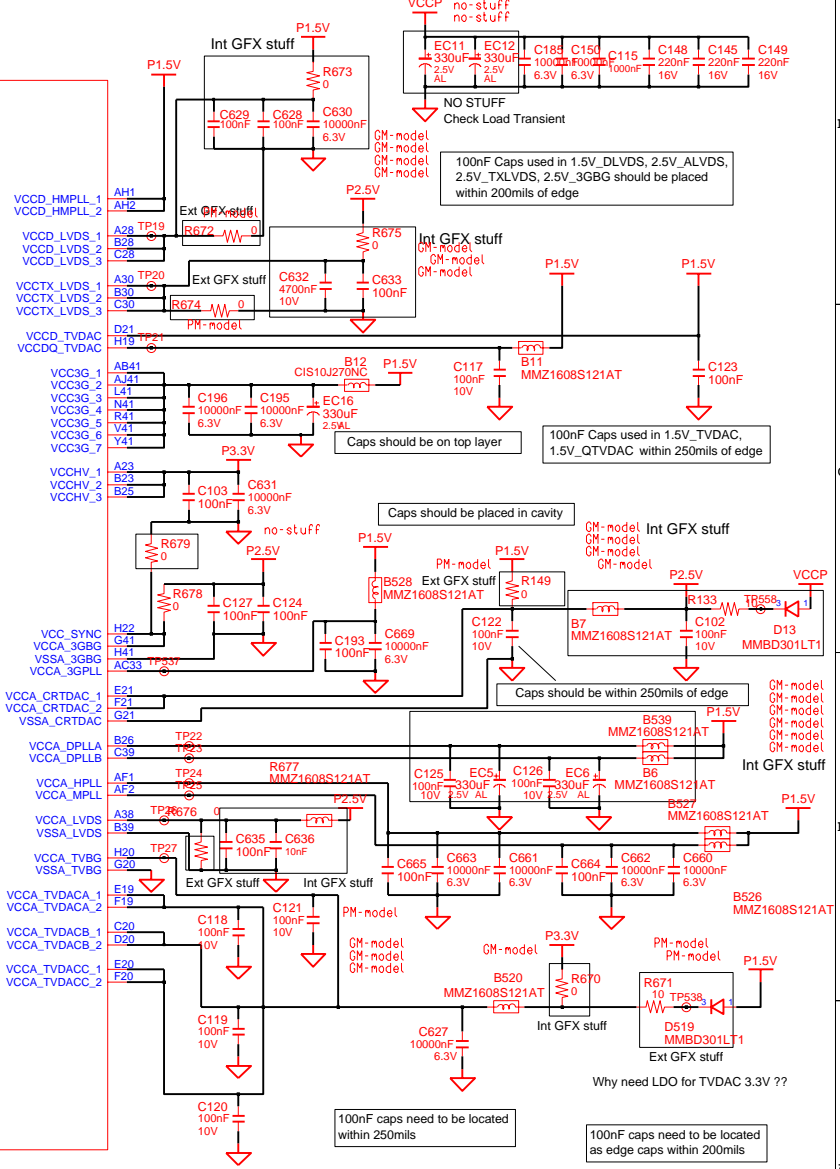 VCCP
no-stuff
no-stuff
P1.5V
Int GFX stuff
P1.5V
R673
0
EC11
330uF
2.5V
AL
EC12
330uF
2.5V
AL
C185
6.3V
C150
6.3V
C115
1000nF
C148
220nF
16V
C145
220nF
16V
C149
220nF
16V
NO STUFF
Check Load Transient
C629
100nF
C628
100nF
C630
10000nF
6.3V
GM-model
GM-model
GM-model
GM-model
100nF Caps used in 1.5V_DLVDS, 2.5V_ALVDS,
2.5V_TXLVDS, 2.5V_3GBG should be placed
within 200mils of edge
VCCD_HMPLL_1 AH1
VCCD_HMPLL_2 AH2
P2.5V
Ext GFX stuff
R672
0
R675
0
Int GFX stuff
GM-model
GM-model
GM-model
VCCD_LVDS_1 A28 TP19
VCCD_LVDS_2 B28
VCCD_LVDS_3 C28
VCCTX_LVDS_1 A30 TP20
VCCTX_LVDS_2 B30
VCCTX_LVDS_3 C30
Ext GFX stuff
R674
0
PM-model
C632
4700nF
10V
C633
100nF
P1.5V
P1.5V
VCCD_TVDAC D21
VCCDQ_TVDAC H19 TP21
B11
MMZ1608S121AT
C117
100nF
10V
C123
100nF
VCC3G_1 AB41
VCC3G_2 AJ41
VCC3G_3 L41
VCC3G_4 N41
VCC3G_5 R41
VCC3G_6 V41
VCC3G_7 Y41
B12
CIS10J270NC
P1.5V
C196
10000nF
6.3V
C195
10000nF
6.3V
EC16
330uF
2.5V
AL
Caps should be on top layer
100nF Caps used in 1.5V_TVDAC,
1.5V_QTVDAC within 250mils of edge
VCCHV_1 A23
VCCHV_2 B23
VCCHV_3 B25
P3.3V
C103
100nF
C631
10000nF
6.3V
no-stuff
R679
0
Caps should be placed in cavity
GM-model
GM-model
GM-model
GM-model
Int GFX stuff
P2.5V
R678
0
C127
100nF
C124
100nF
P1.5V
B528
MMZ1608S121AT
PM-model
Ext GFX stuff
P1.5V
R149
0
P2.5V
VCCP
R133
10
TP558
3
1
D13
MMBD301LT1
B7
MMZ1608S121AT
C102
100nF
10V
C193
100nF
C669
10000nF
6.3V
C122
100nF
10V
VCC_SYNC H22
VCCA_3GBG G41
VSSA_3GBG H41
VCCA_3GPLL AC33 TP537
Caps should be within 250mils of edge
VCCA_CRTDAC_1 E21
VCCA_CRTDAC_2 F21
VSSA_CRTDAC G21
GM-model
GM-model
GM-model
GM-model
GM-model
GM-model
Int GFX stuff
P1.5V
B539
MMZ1608S121AT
B6
MMZ1608S121AT
VCCA_DPLLA B26 TP22
VCCA_DPLLB C39 TP23
C125
100nF
10V
EC5
330uF
2.5V
AL
C126
100nF
10V
EC6
330uF
2.5V
AL
VCCA_HPLL AF1 TP24
VCCA_MPLL AF2 TP25
R677
MMZ1608S121AT
P2.5V
B527
MMZ1608S121AT
P1.5V
VCCA_LVDS A38 TP26
VSSA_LVDS B39
R676
0
C635
100nF
C636
10nF
Ext GFX stuff
Int GFX stuff
VCCA_TVBG H20 TP27
VSSA_TVBG G20
C665
100nF
C663
10000nF
6.3V
C661
10000nF
6.3V
C664
100nF
C662
10000nF
6.3V
C660
10000nF
6.3V
B526
MMZ1608S121AT
VCCA_TVDACA_1 E19
VCCA_TVDACA_2 F19
VCCA_TVDACB_1 C20
VCCA_TVDACB_2 D20
VCCA_TVDACC_1 E20
VCCA_TVDACC_2 F20
C118
100nF
10V
C121
100nF
10V
PM-model
GM-model
GM-model
GM-model
GM-model
P3.3V
PM-model
PM-model
P1.5V
B520
MMZ1608S121AT
R670
0
Int GFX stuff
R671
10
TP538
3
1
D519
MMBD301LT1
Ext GFX stuff
C119
100nF
10V
C627
10000nF
6.3V
Why need LDO for TVDAC 3.3V ??
C120
100nF
10V
100nF caps need to be located
within 250mils
100nF caps need to be located
as edge caps within 200mils